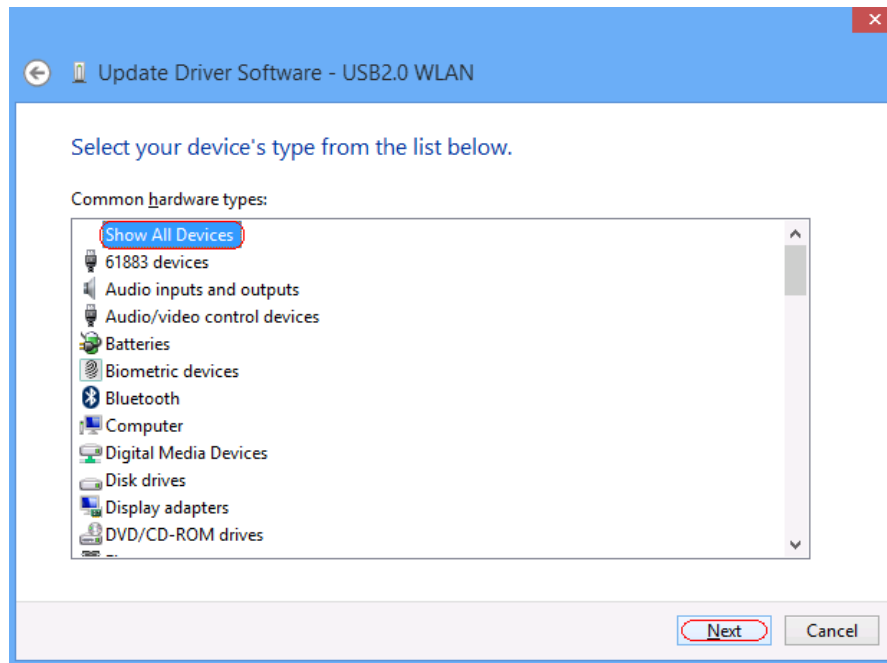 Update Driver Software - USB2.0 WLAN
Select your device's type from the list below.
Common hardware types:
Show All Devices
61883 devices
Audio inputs and outputs
Audio/video control devices
Batteries
Biometric devices
Bluetooth
Computer
Digital Media Devices
Disk drives
Display adapters
DVD/CD-ROM drives
Next Cancel